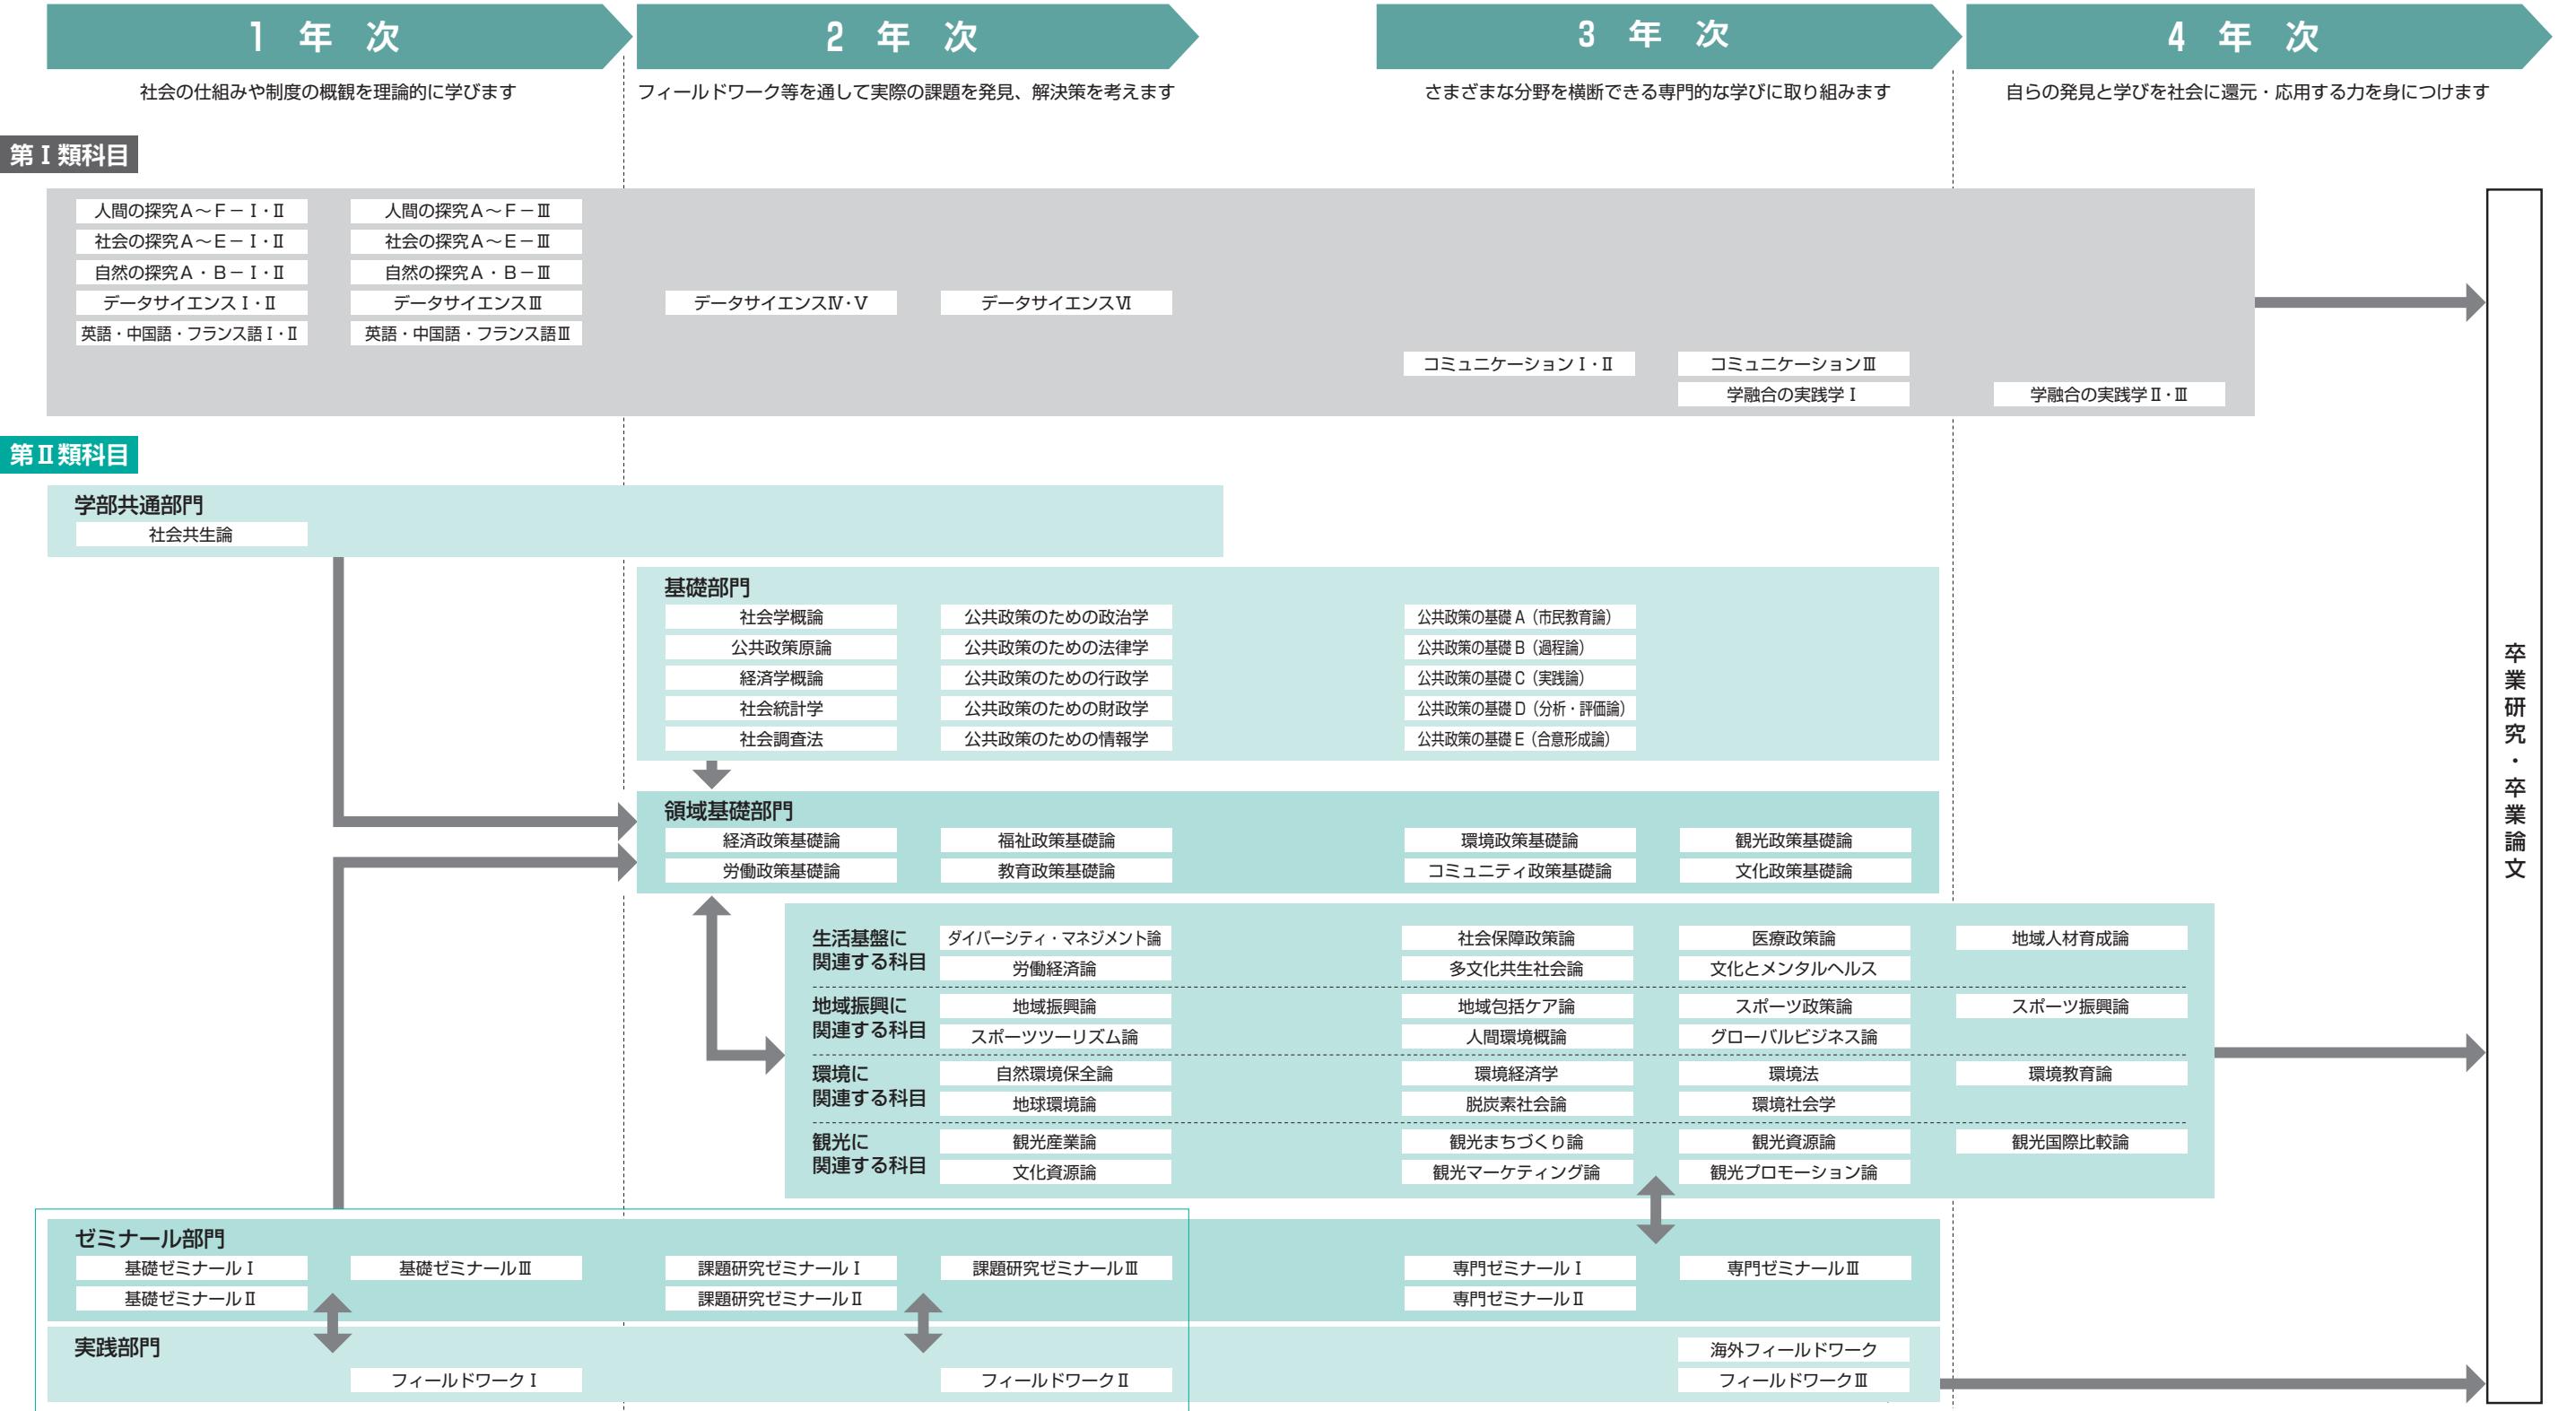 1 年 次
2 年 次
3 年 次
4 年 次
社会の仕組みや制度の概観を理論的に学びます
フィールドワーク等を通して実際の課題を発見、解決策を考えます
さまざまな分野を横断できる専門的な学びに取り組みます
自らの発見と学びを社会に還元・応用する力を身につけます
第Ⅰ類科目
人間の探究A～F－Ⅰ・Ⅱ
人間の探究A～F－Ⅲ
社会の探究A～E－Ⅰ・Ⅱ
社会の探究A～E－Ⅲ
自然の探究A・B－Ⅰ・Ⅱ
自然の探究A・B－Ⅲ
データサイエンスⅠ・Ⅱ
データサイエンスⅢ
データサイエンスⅣ・Ⅴ
データサイエンスⅥ
英語・中国語・フランス語Ⅰ・Ⅱ
英語・中国語・フランス語Ⅲ
コミュニケーションⅠ・Ⅱ
コミュニケーションⅢ
学融合の実践学Ⅰ
学融合の実践学Ⅱ・Ⅲ
第Ⅱ類科目
学部共通部門
社会共生論
基礎部門
社会学概論
公共政策のための政治学
公共政策の基礎A（市民教育論）
公共政策原論
公共政策のための法律学
公共政策の基礎B（過程論）
経済学概論
公共政策のための行政学
公共政策の基礎C（実践論）
社会統計学
公共政策のための財政学
公共政策の基礎D（分析・評価論）
社会調査法
公共政策のための情報学
公共政策の基礎E（合意形成論）
領域基礎部門
経済政策基礎論
福祉政策基礎論
環境政策基礎論
観光政策基礎論
労働政策基礎論
教育政策基礎論
コミュニティ政策基礎論
文化政策基礎論
生活基盤に
関連する科目
ダイバーシティ・マネジメント論
社会保障政策論
医療政策論
地域人材育成論
労働経済論
多文化共生社会論
文化とメンタルヘルス
地域振興に
関連する科目
地域振興論
地域包括ケア論
スポーツ政策論
スポーツ振興論
スポーツツーリズム論
人間環境概論
グローバルビジネス論
環境に
関連する科目
自然環境保全論
環境経済学
環境法
環境教育論
地球環境論
脱炭素社会論
環境社会学
観光に
関連する科目
観光産業論
観光まちづくり論
観光資源論
観光国際比較論
文化資源論
観光マーケティング論
観光プロモーション論
ゼミナール部門
基礎ゼミナールⅠ
基礎ゼミナールⅢ
課題研究ゼミナールⅠ
課題研究ゼミナールⅢ
専門ゼミナールⅠ
専門ゼミナールⅢ
基礎ゼミナールⅡ
課題研究ゼミナールⅡ
専門ゼミナールⅡ
実践部門
海外フィールドワーク
フィールドワークⅠ
フィールドワークⅡ
フィールドワークⅢ
卒業研究・卒業論文